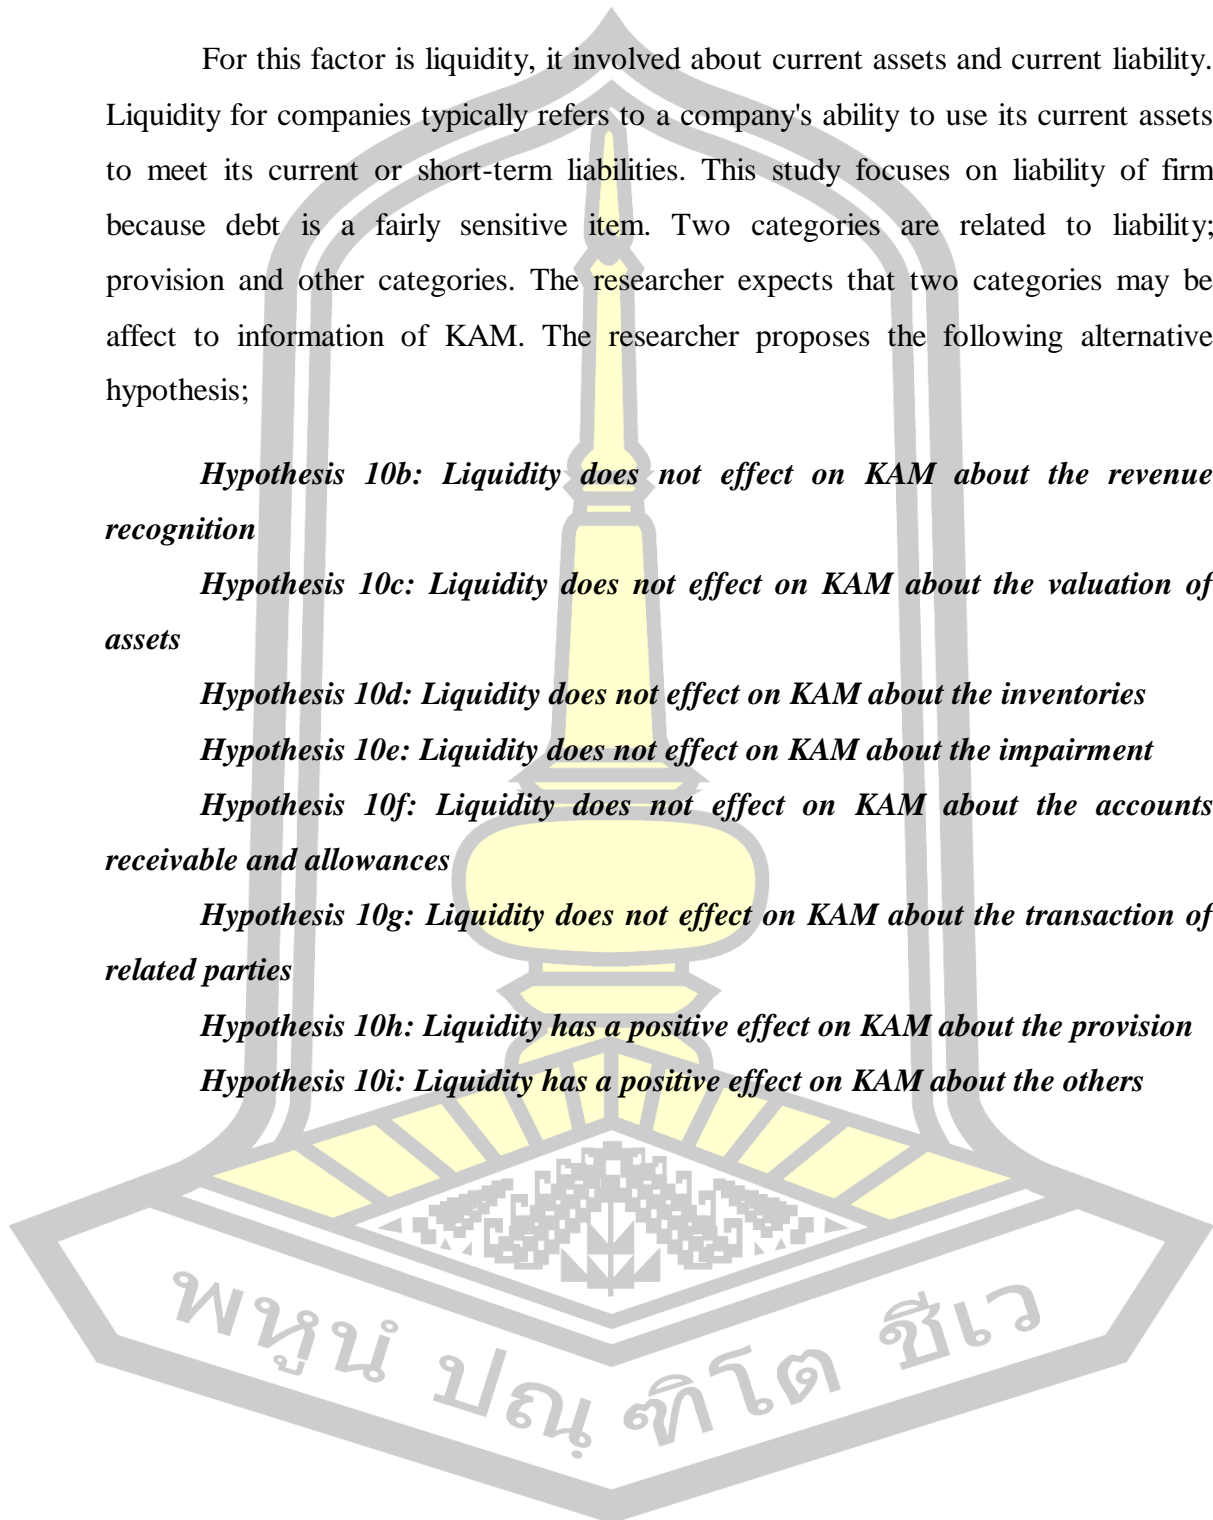 For this factor is liquidity, it involved about current assets and current liability.
Liquidity for companies typically refers to a company's ability to use its current assets
to meet its current or short-term liabilities. This study focuses on liability of firm
because debt is a fairly sensitive item. Two categories are related to liability;
provision and other categories. The researcher expects that two categories may be
affect to information of KAM. The researcher proposes the following alternative
hypothesis;
Hypothesis 10b: Liquidity does not effect on KAM about the revenue
recognition
Hypothesis 10c: Liquidity does not effect on KAM about the valuation of
assets
Hypothesis 10d: Liquidity does not effect on KAM about the inventories
Hypothesis 10e: Liquidity does not effect on KAM about the impairment
Hypothesis 10f: Liquidity does not effect on KAM about the accounts
receivable and allowances
Hypothesis 10g: Liquidity does not effect on KAM about the transaction of
related parties
Hypothesis 10h: Liquidity has a positive effect on KAM about the provision
Hypothesis 10i: Liquidity has a positive effect on KAM about the others
พหูนํ ปณฺ ฑิโต ชีเว